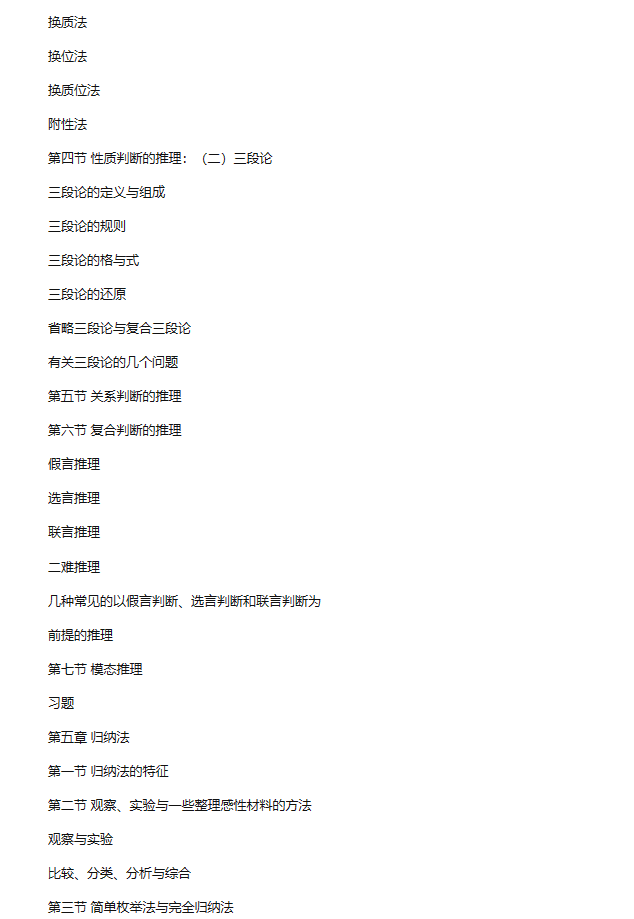 换质法
换位法
换质位法
附性法
第四节 性质判断的推理：（二）三段论
三段论的定义与组成
三段论的规则
三段论的格与式
三段论的还原
省略三段论与复合三段论
有关三段论的几个问题
第五节 关系判断的推理
第六节 复合判断的推理
假言推理
选言推理
联言推理
二难推理
几种常见的以假言判断、选言判断和联言判断为
前提的推理
第七节 模态推理
习题
第五章 归纳法
第一节 归纳法的特征
第二节 观察、实验与一些整理感性材料的方法
观察与实验
比较、分类、分析与综合
第三节 简单枚举法与完全归纳法